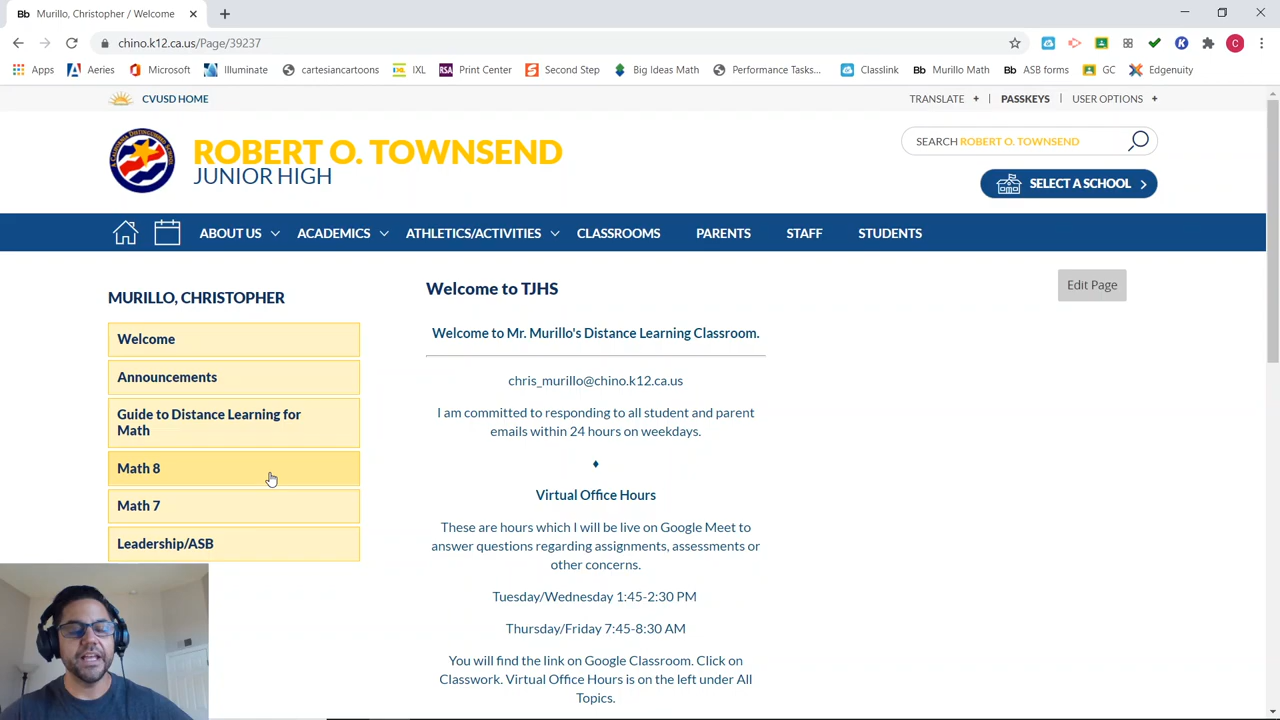 Bb Murillo, Christopher / Welcome
chino.k12.ca.us/Page/39237
C
Apps Aeries Microsoft Illuminate cartesiancartoons IXL IXL RSA Print Center Second Step Big Ideas Math Performance Tasks... Classlink Bb Murillo Math Bb ASB forms GC Edgenuity
CVUSD HOME
TRANSLATE + | PASSKEYS | USER OPTIONS +
ROBERT O. TOWNSEND
JUNIOR HIGH
SEARCH ROBERT O. TOWNSEND
SELECT A SCHOOL
ABOUT US ACADEMICS ATHLETICS/ACTIVITIES CLASSROOMS PARENTS STAFF STUDENTS
MURILLO, CHRISTOPHER
Welcome
Announcements
Guide to Distance Learning for
Math
Math 8
Math 7
Leadership/ASB
Welcome to TJHS
Edit Page
Welcome to Mr. Murillo's Distance Learning Classroom.
chris_murillo@chino.k12.ca.us
I am committed to responding to all student and parent
emails within 24 hours on weekdays.
Virtual Office Hours
These are hours which I will be live on Google Meet to
answer questions regarding assignments, assessments or
other concerns.
Tuesday/Wednesday 1:45-2:30 PM
Thursday/Friday 7:45-8:30 AM
You will find the link on Google Classroom. Click on
Classwork. Virtual Office Hours is on the left under All
Topics.